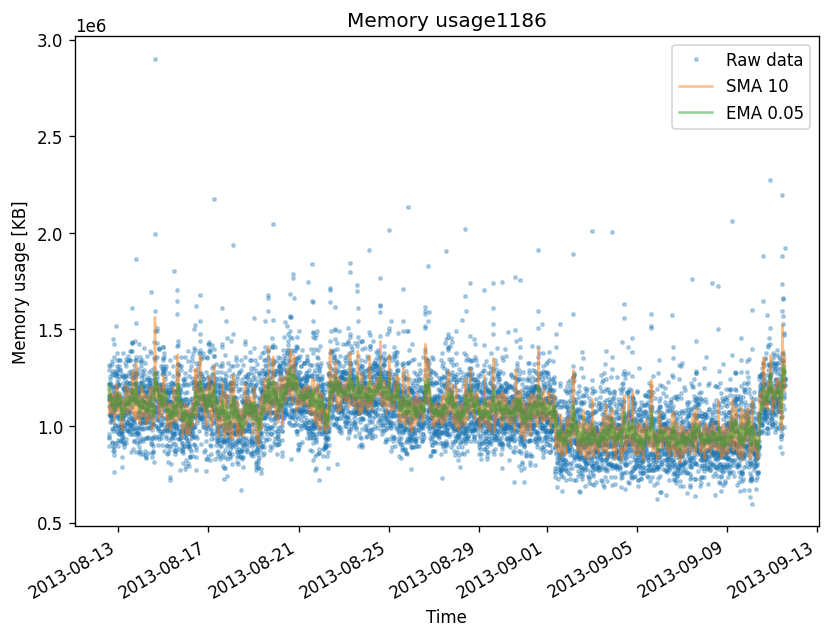 Memory usage1186
1e6
3.0
2.5
2.0
1.5
1.0
0.5
Memory usage [KB]
Raw data
SMA 10
EMA 0.05
2013-08-13
2013-08-17
2013-08-21
2013-08-25
2013-08-29
2013-09-01
2013-09-05
2013-09-09
2013-09-13
Time